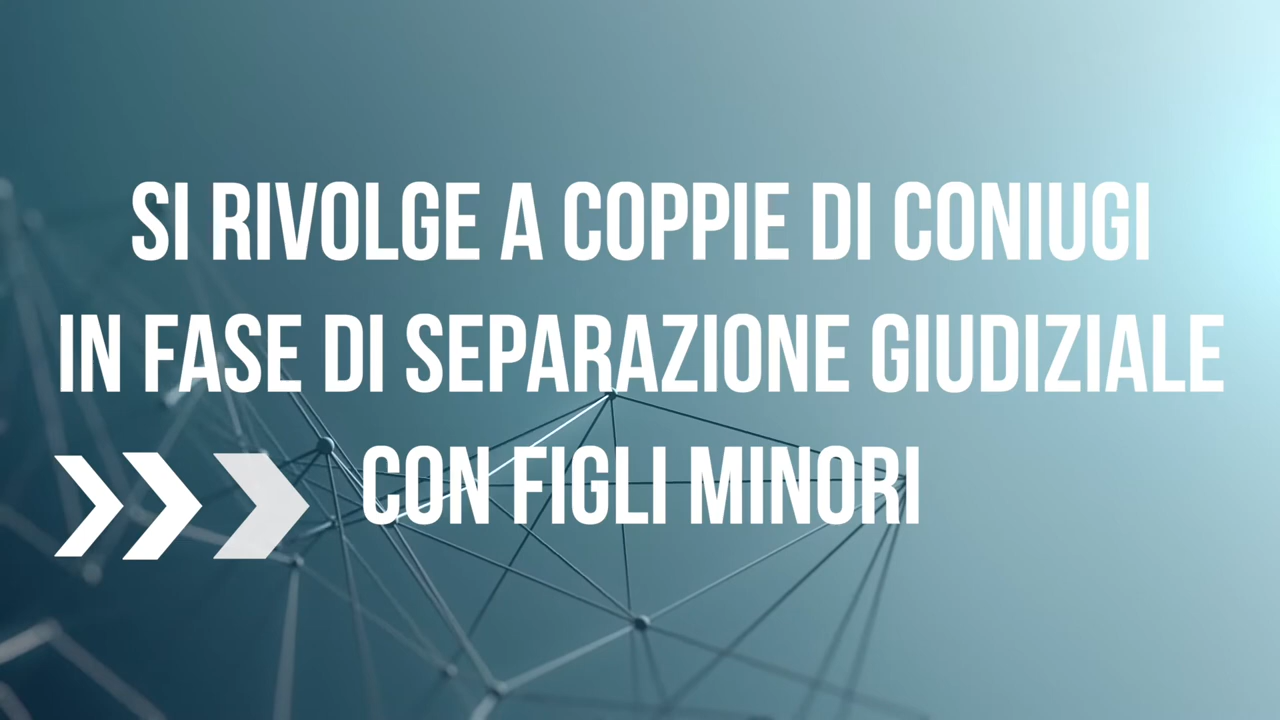 SI RIVOLGE A COPPIE DI CONIUGI
IN FASE DI SEPARAZIONE GIUDIZIALE
CON FIGLI MINORI